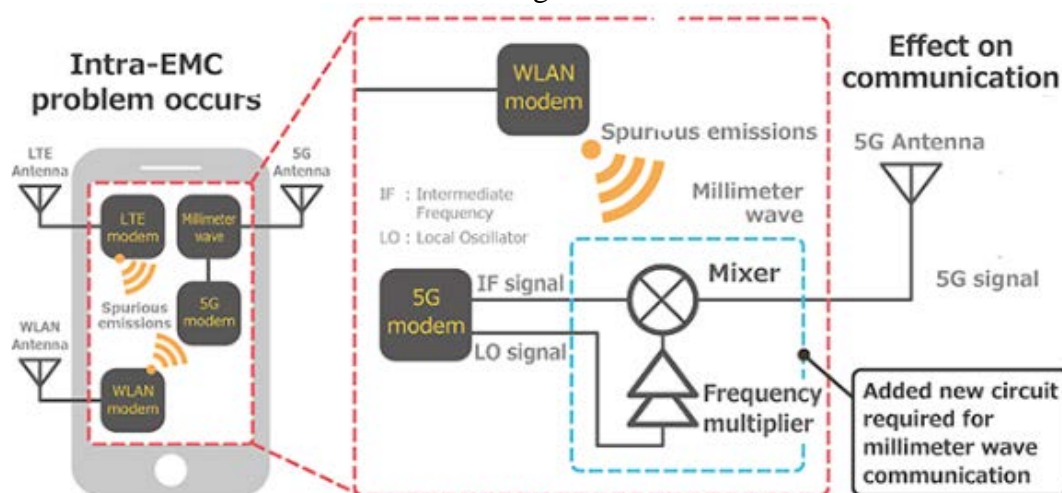 Intra-EMC
problem occurs
LTE
Antenna
5G
Antenna
LTE
modem
Millimeter
wave
Spurious
emissions
5G
modem
WLAN
Antenna
WLAN
modem
WLAN
modem
Spurious emissions
Millimeter
wave
IF : Intermediate
Frequency
LO : Local Oscillator
5G
modem
IF signal
LO signal
Mixer
Frequency
multiplier
Effect on
communication
5G Antenna
5G signal
Added new circuit
required for
millimeter wave
communication